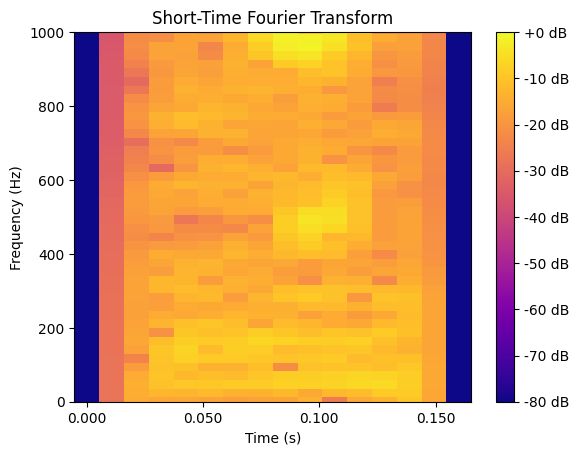 Short-Time Fourier Transform
1000
800
600
400
200
0
Frequency (Hz)
0.000
0.050
0.100
0.150
Time (s)
+0 dB
-10 dB
-20 dB
-30 dB
-40 dB
-50 dB
-60 dB
-70 dB
-80 dB